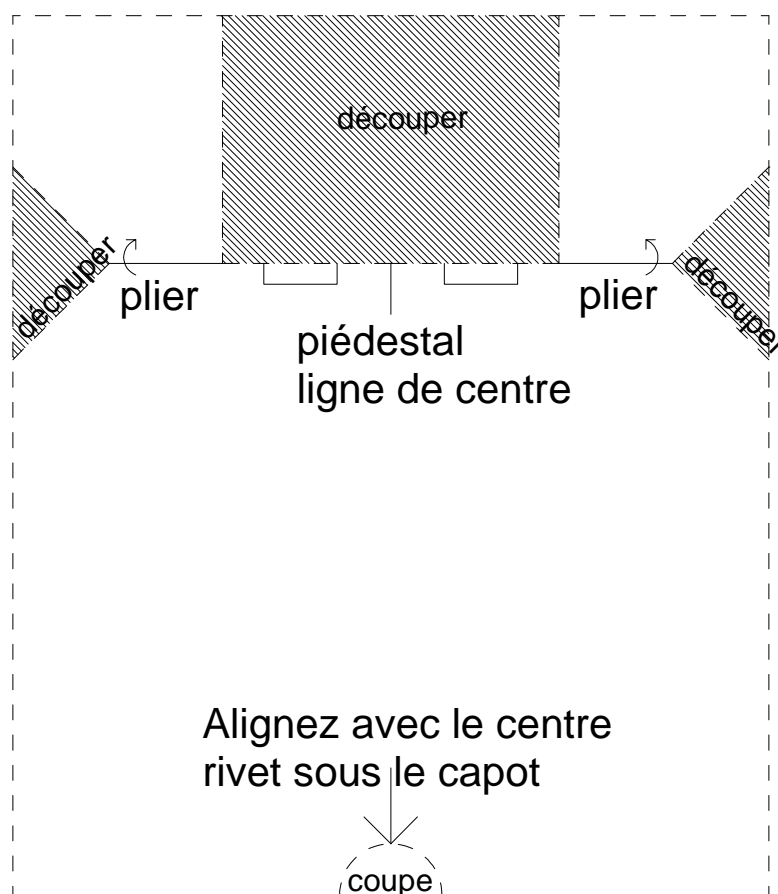 découper
découper
découper
plier
plier
piédestal
ligne de centre
Alignez avec le centre
rivet sous le capot
coupe